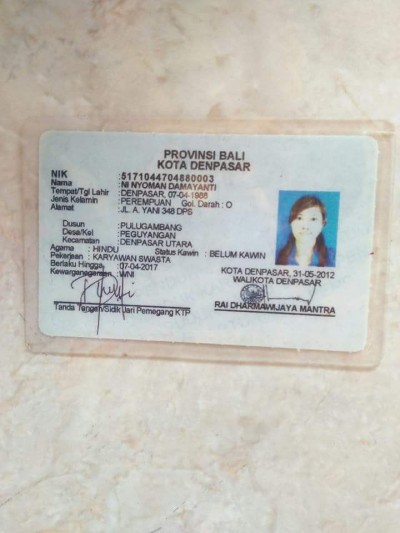 PROVINSI BALI
KOTA DENPASAR
NIK : 5171044704880003
Nama : NI NYOMAN DAMAYANTI
Tempat/Tgl Lahir : DENPASAR, 07-04-1988
Jenis Kelamin : PEREMPUAN Gol. Darah : O
Alamat : JL. A. YANI 348 DPS
Dusun : PULUGAMBANG
Desa/Kel : PEGUYANGAN
Kecamatan : DENPASAR UTARA
Agama : HINDU Status Kawin : BELUM KAWIN
Pekerjaan : KARYAWAN SWASTA
Berlaku Hingga : 07-04-2017
Kewarganegaraan : WNI
KOTA DENPASAR, 31-05-2012
WALIKOTA DENPASAR
RAI DHARMAWIJAYA MANTRA
Tanda Tangan/Sidik Jari Pemegang KTP